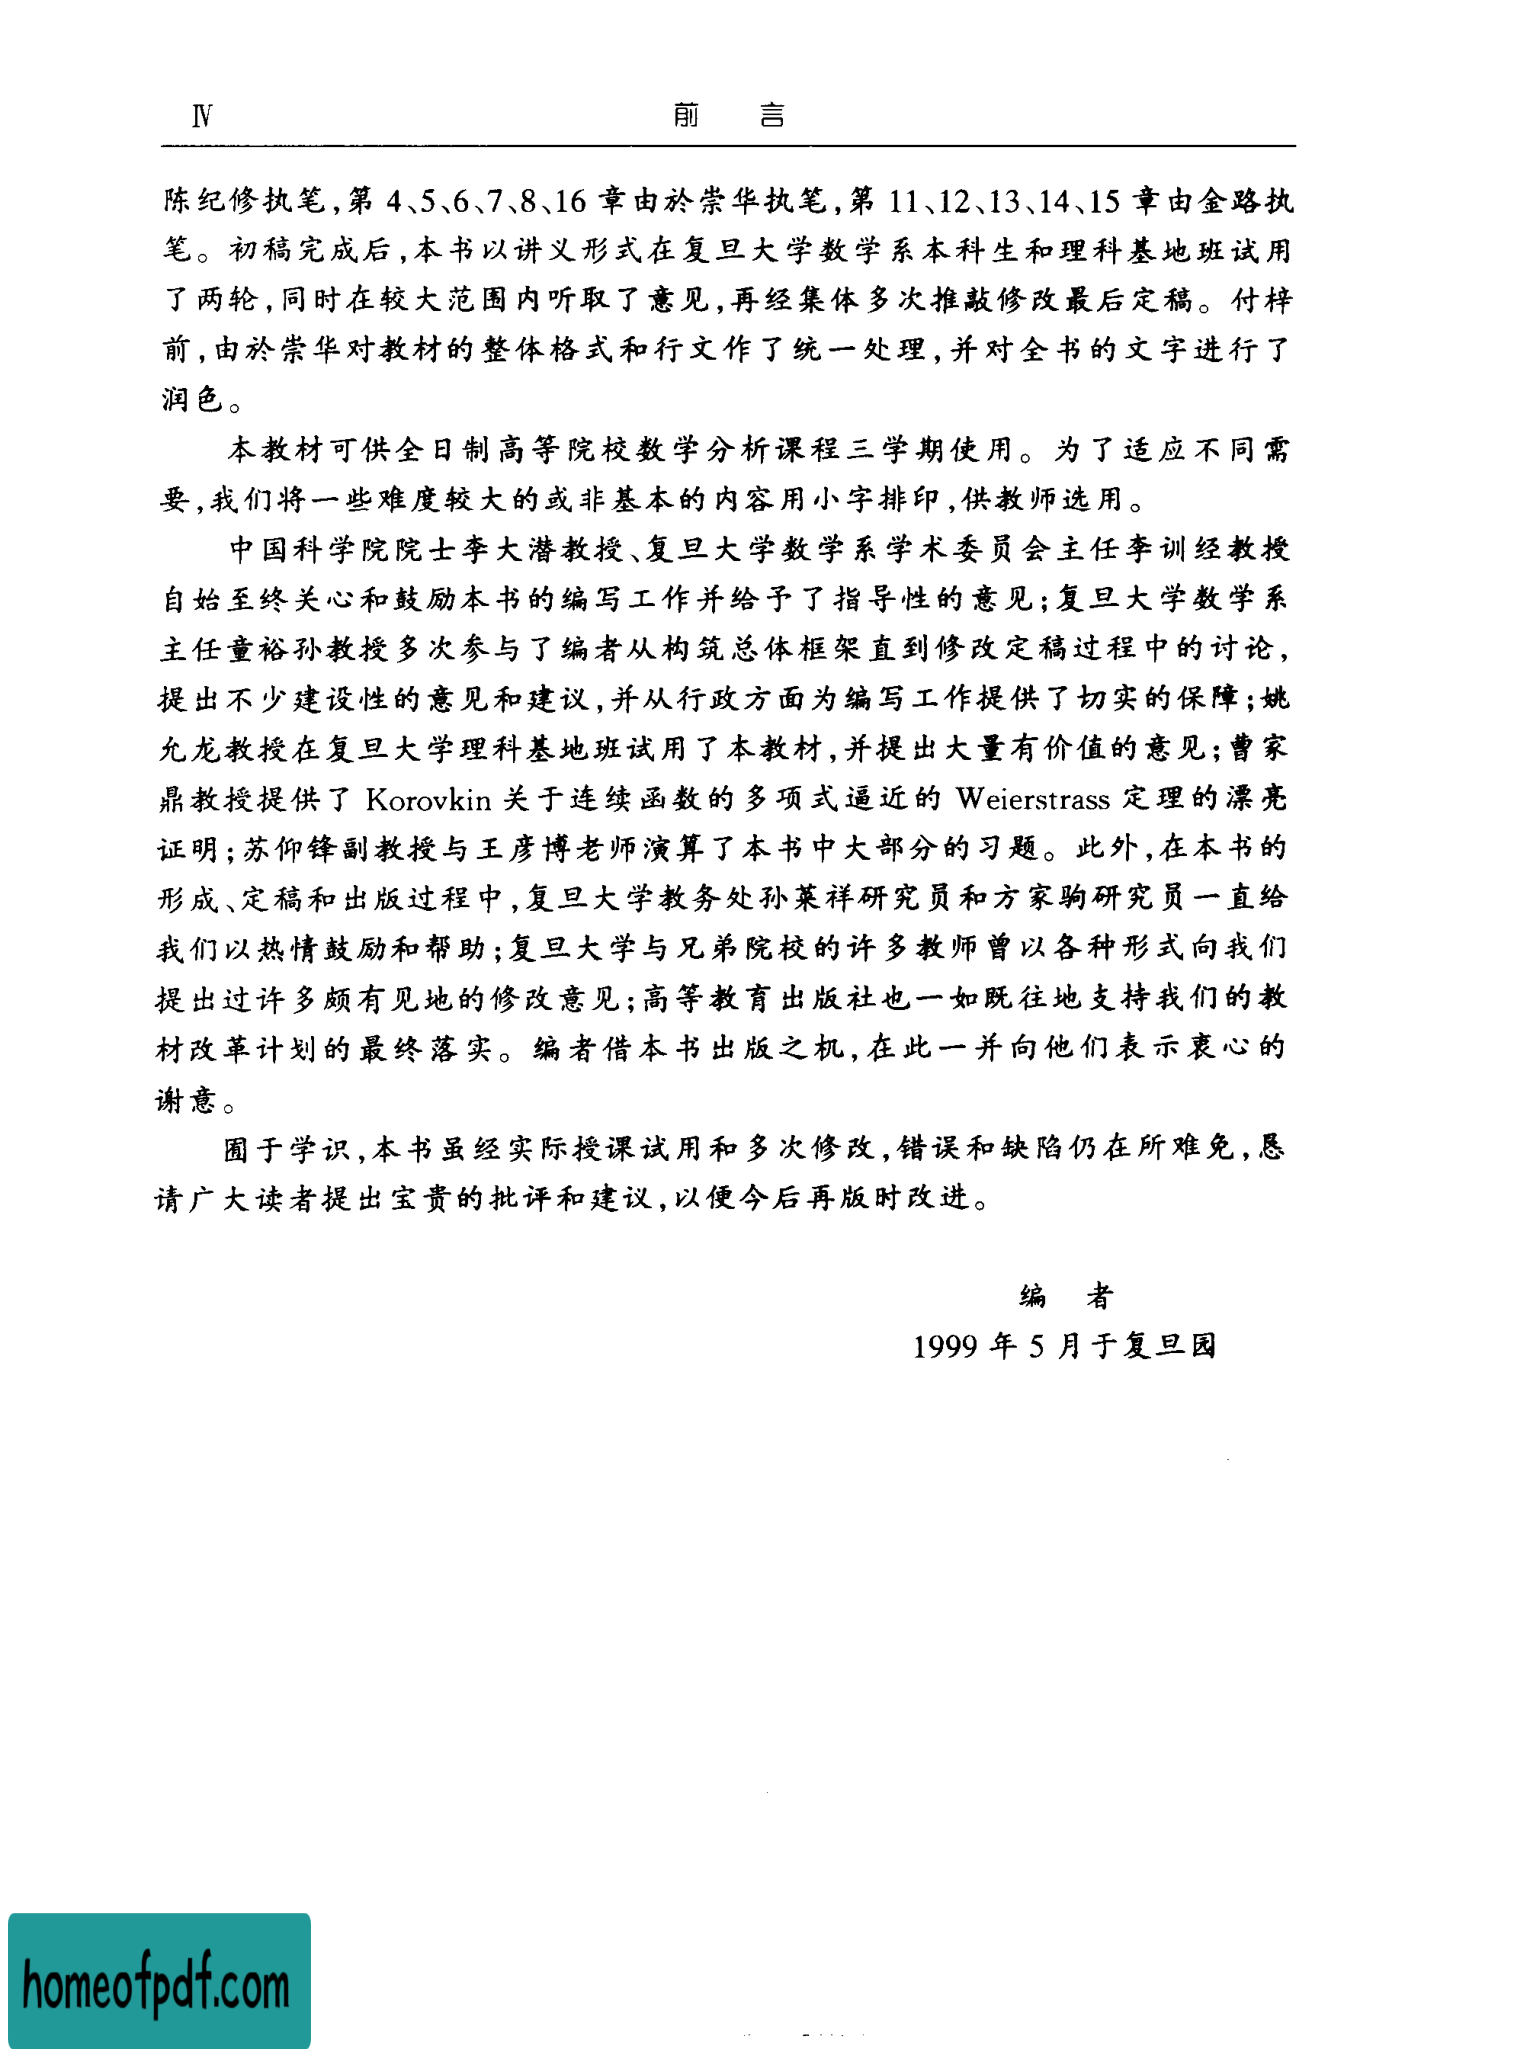 Ⅳ 前 言
陈纪修执笔,第 4、5、6、7、8、16 章由於崇华执笔,第 11、12、13、14、15 章由金路执
笔。初稿完成后,本书以讲义形式在复旦大学数学系本科生和理科基地班试用
了两轮,同时在较大范围内听取了意见,再经集体多次推敲修改最后定稿。付梓
前,由於崇华对教材的整体格式和行文作了统一处理,并对全书的文字进行了
润色。
本教材可供全日制高等院校数学分析课程三学期使用。为了适应不同需
要,我们将一些难度较大的或非基本的内容用小字排印,供教师选用。
中国科学院院士李大潜教授、复旦大学数学系学术委员会主任李训经教授
自始至终关心和鼓励本书的编写工作并给予了指导性的意见;复旦大学数学系
主任童裕孙教授多次参与了编者从构筑总体框架直到修改定稿过程中的讨论,
提出不少建设性的意见和建议,并从行政方面为编写工作提供了切实的保障;姚
允龙教授在复旦大学理科基地班试用了本教材,并提出大量有价值的意见;曹家
鼎教授提供了 Korovkin 关于连续函数的多项式逼近的 Weierstrass 定理的漂亮
证明;苏仰锋副教授与王彦博老师演算了本书中大部分的习题。此外,在本书的
形成、定稿和出版过程中,复旦大学教务处孙莱祥研究员和方家驹研究员一直给
我们以热情鼓励和帮助;复旦大学与兄弟院校的许多教师曾以各种形式向我们
提出过许多颇有见地的修改意见;高等教育出版社也一如既往地支持我们的教
材改革计划的最终落实。编者借本书出版之机,在此一并向他们表示衷心的
谢意。
囿于学识,本书虽经实际授课试用和多次修改,错误和缺陷仍在所难免,恳
请广大读者提出宝贵的批评和建议,以便今后再版时改进。
编 者
1999 年 5 月于复旦园
homeofpdf.com